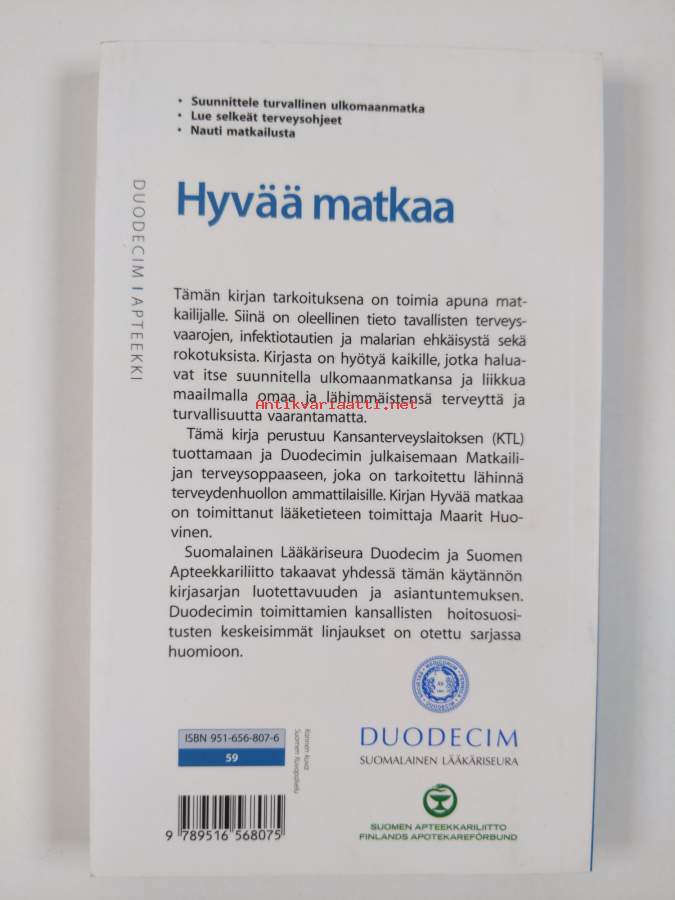 • Suunnittele turvallinen ulkomaanmatka
• Lue selkeät terveysohjeet
• Nauti matkailusta
DUODECIM | APTEEKKI
Hyvää matkaa
Tämän kirjan tarkoituksena on toimia apuna mat-
kailijalle. Siinä on oleellinen tieto tavallisten terveys-
vaarojen, infektiotautien ja malarian ehkäisystä sekä
rokotuksista. Kirjasta on hyötyä kaikille, jotka halua-
vat itse suunnitella ulkomaanmatkansa ja liikkua
maailmalla omaa ja lähimmäistensä terveyttä ja
Antikvariaatti.net
turvallisuutta vaarantamatta.
Tämä kirja perustuu Kansanterveyslaitoksen (KTL)
tuottamaan ja Duodecimin julkaisemaan Matkaili-
jan terveysoppaaseen, joka on tarkoitettu lähinnä
terveydenhuollon ammattilaisille. Kirjan Hyvää matkaa
on toimittanut lääketieteen toimittaja Maarit Huo-
vinen.
Suomalainen Lääkäriseura Duodecim ja Suomen
Apteekkariliitto takaavat yhdessä tämän käytännön
kirjasarjan luotettavuuden ja asiantuntemuksen.
Duodecimin toimittamien kansallisten hoitosuosi-
tusten keskeisimmät linjaukset on otettu sarjassa
huomioon.
ISBN 951-656-807-6
59
Kannen kuva:
Suomen Kuvapalvelu
9 789516 568075
DUODECIM
SUOMALAINEN LÄÄKÄRISEURA
SUOMEN APTEEKKARILIITTO
FINLANDS APOTEKAREFÖRBUND